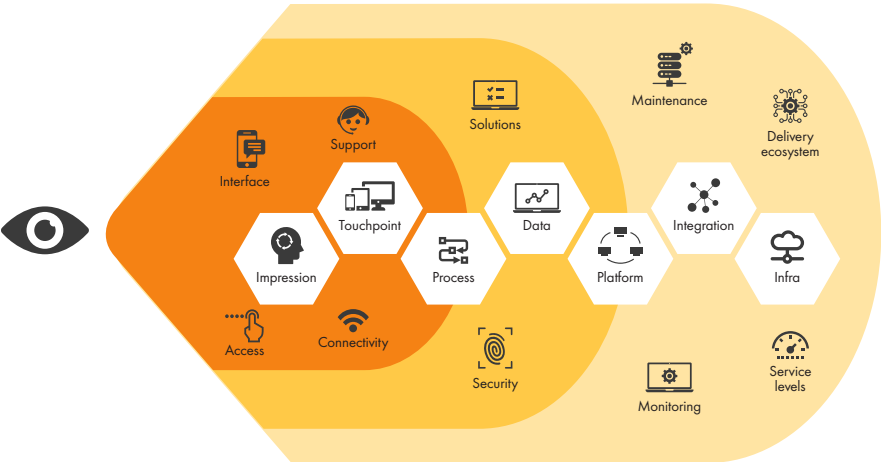 Maintenance
Solutions
Delivery
ecosystem
Support
Interface
Touchpoint
Data
Integration
Impression
Process
Platform
Infra
Access
Connectivity
Security
Service
levels
Monitoring